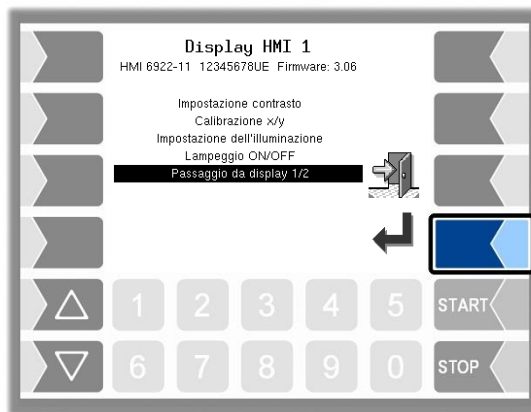 Display HMI 1
HMI 6922-11 12345678UE Firmware: 3.06
Impostazione contrasto
Calibrazione x/y
Impostazione dell'illuminazione
Lampeggio ON/OFF
Passaggio da display 1/2
1 2 3 4 5 START
6 7 8 9 0 STOP